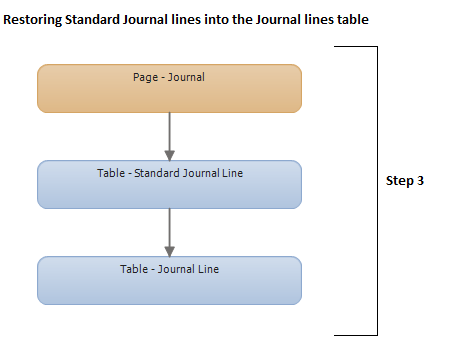 Restoring Standard Journal lines into the Journal lines table
Page - Journal
Table - Standard Journal Line
Step 3
Table - Journal Line